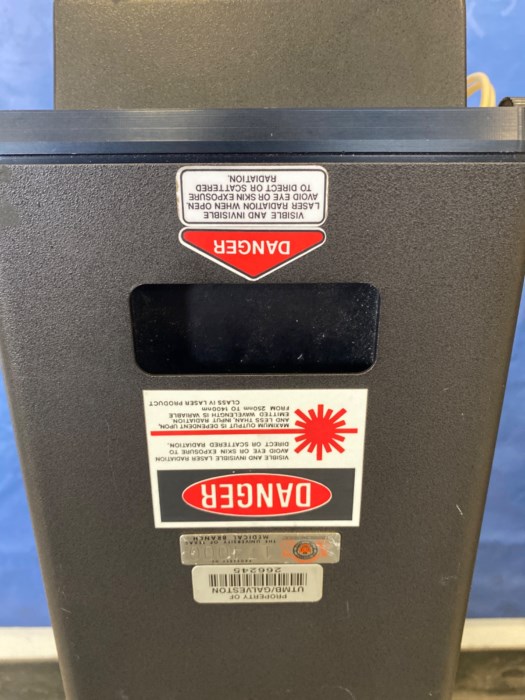 PROPERTY OF
UTMB/GALVESTON
266245
THE UNIVERSITY OF TEXAS
MEDICAL BRANCH
DANGER
VISIBLE AND INVISIBLE LASER RADIATION
AVOID EYE OR SKIN EXPOSURE TO
DIRECT OR SCATTERED RADIATION.
MAXIMUM OUTPUT IS DEPENDENT UPON,
AND LESS THAN, INPUT RADIATION
EMITTED WAVELENGTH IS VARIABLE
FROM 250nm TO 1400nm
CLASS IV LASER PRODUCT
DANGER
VISIBLE AND INVISIBLE
LASER RADIATION WHEN OPEN.
AVOID EYE OR SKIN EXPOSURE
TO DIRECT OR SCATTERED
RADIATION.